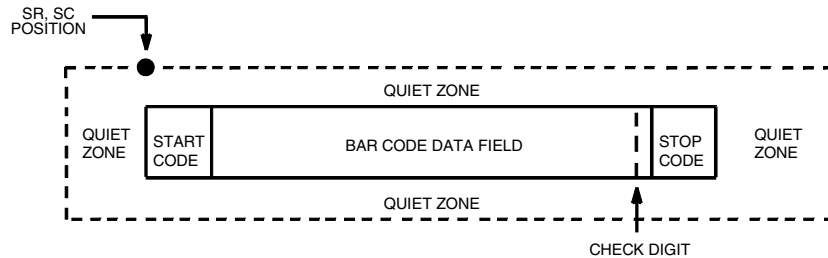 SR, SC
POSITION
QUIET ZONE
QUIET
ZONE
START
CODE
BAR CODE DATA FIELD
STOP
CODE
QUIET
ZONE
QUIET ZONE
CHECK DIGIT